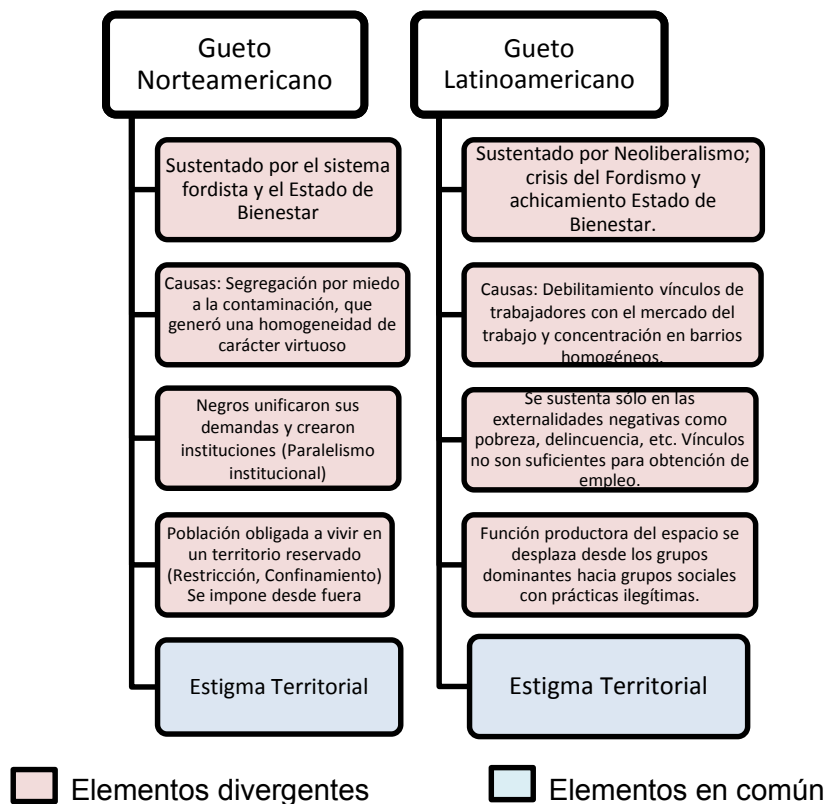 Gueto
Norteamericano
Sustentado por el sistema
fordista y el Estado de
Bienestar
Causas: Segregación por miedo
a la contaminación, que
generó una homogeneidad de
carácter virtuoso
Negros unificaron sus
demandas y crearon
instituciones (Paralelismo
institucional)
Población obligada a vivir en
un territorio reservado
(Restricción, Confinamiento)
Se impone desde fuera
Estigma Territorial
Gueto
Latinoamericano
Sustentado por Neoliberalismo;
crisis del Fordismo y
achicamiento Estado de
Bienestar.
Causas: Debilitamiento vínculos de
trabajadores con el mercado del
trabajo y concentración en barrios
homogéneos.
Se sustenta sólo en las
externalidades negativas como
pobreza, delincuencia, etc. Vínculos
no son suficientes para obtención de
empleo.
Función productora del espacio se
desplaza desde los grupos
dominantes hacia grupos sociales
con prácticas ilegítimas.
Estigma Territorial
Elementos divergentes
Elementos en común